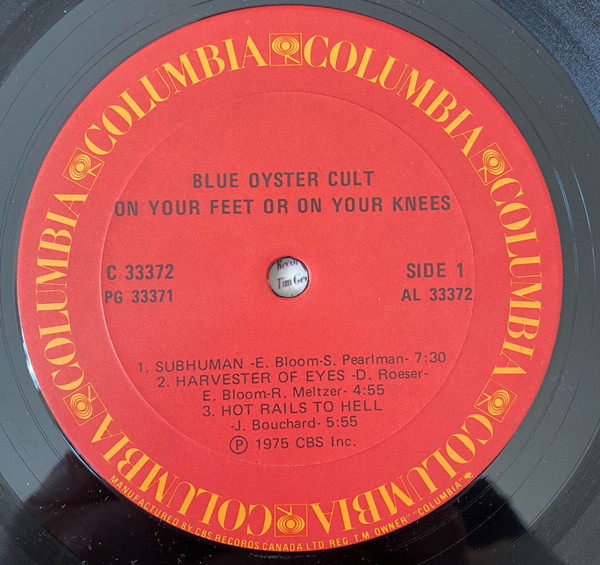 COLUMBIA COLUMBIA COLUMBIA COLUMBIA COLUMBIA COLUMBIA COLUMBIA COLUMBIA
BLUE OYSTER CULT
ON YOUR FEET OR ON YOUR KNEES
C 33372
PG 33371
SIDE 1
AL 33372
1. SUBHUMAN -E. Bloom-S. Pearlman- 7:30
2. HARVESTER OF EYES -D. Roeser-
E. Bloom-R. Meltzer- 4:55
3. HOT RAILS TO HELL
-J. Bouchard- 5:55
Ⓟ 1975 CBS Inc.
MANUFACTURED BY CBS RECORDS CANADA LTD. REG. T.M. OWNER "COLUMBIA"